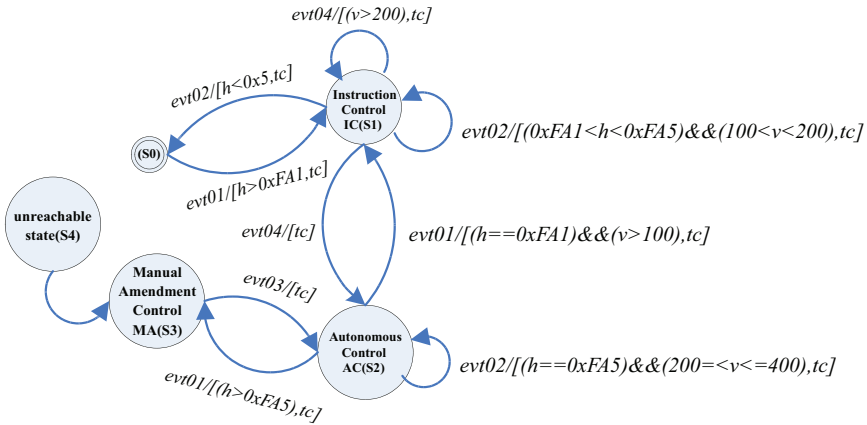 evt04/[(v>200),tc]
evt02/[h<0x5,tc]
Instruction
Control
IC(S1)
evt02/[(0xFA1<h<0xFA5)&&(100<v<200),tc]
(S0)
evt01/[h>0xFA1,tc]
unreachable
state(S4)
evt04/[tc]
evt01/[(h==0xFA1)&&(v>100),tc]
Manual
Amendment
Control
MA(S3)
evt03/[tc]
Autonomous
Control
AC(S2)
evt02/[(h==0xFA5)&&(200=<v<=400),tc]
evt01/[(h>0xFA5),tc]